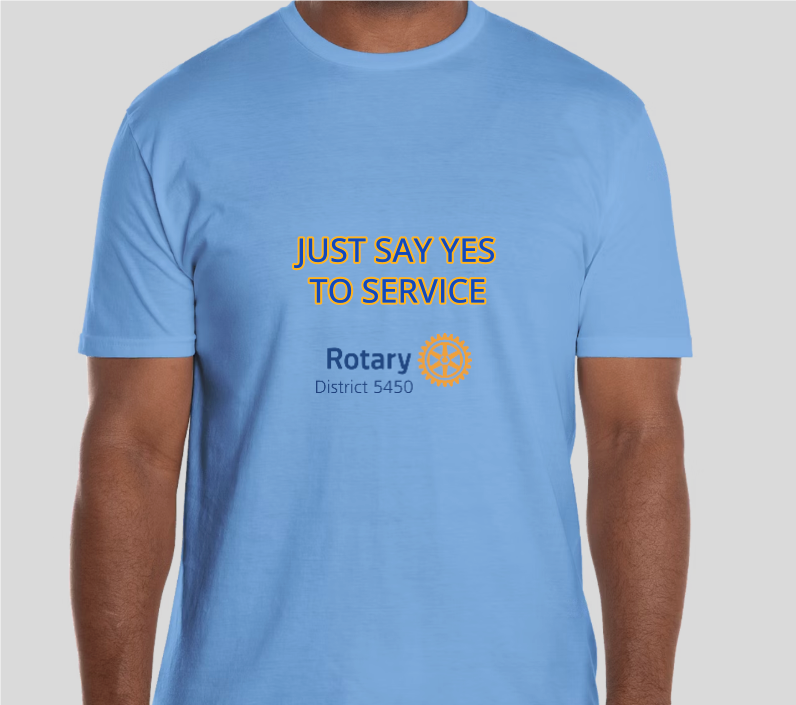 JUST SAY YES
TO SERVICE
Rotary
District 5450